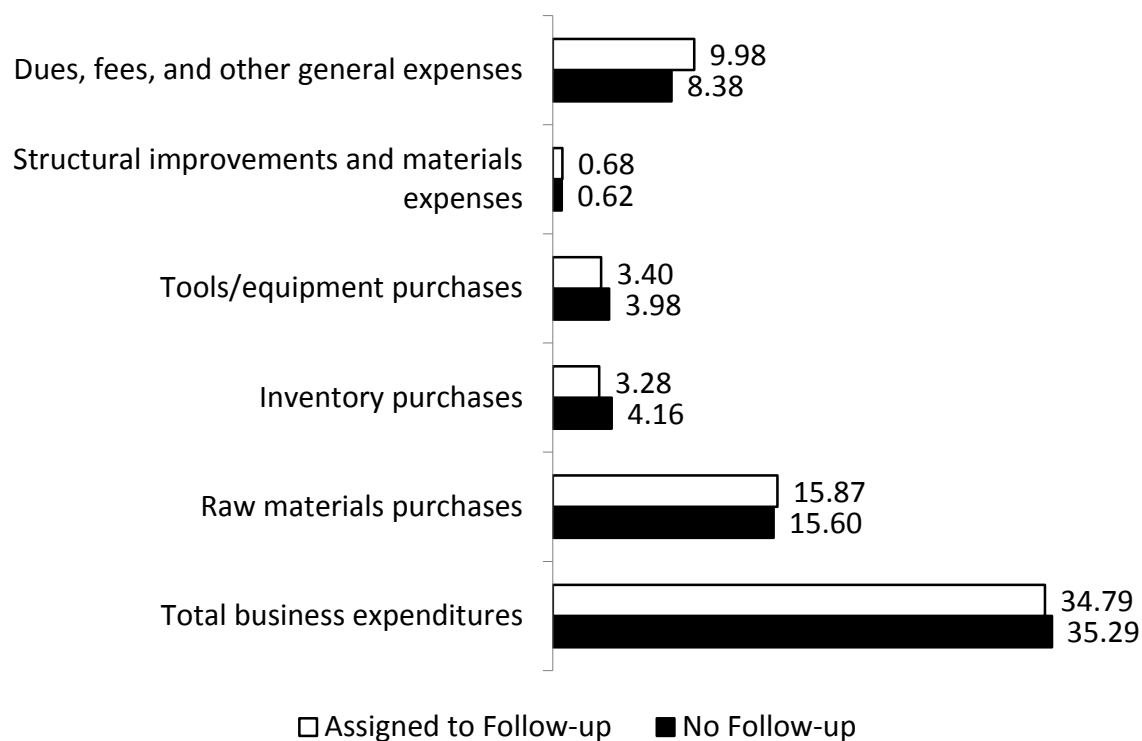 Dues, fees, and other general expenses
9.98
8.38
Structural improvements and materials
expenses
0.68
0.62
Tools/equipment purchases
3.40
3.98
Inventory purchases
3.28
4.16
Raw materials purchases
15.87
15.60
Total business expenditures
34.79
35.29
Assigned to Follow-up
No Follow-up